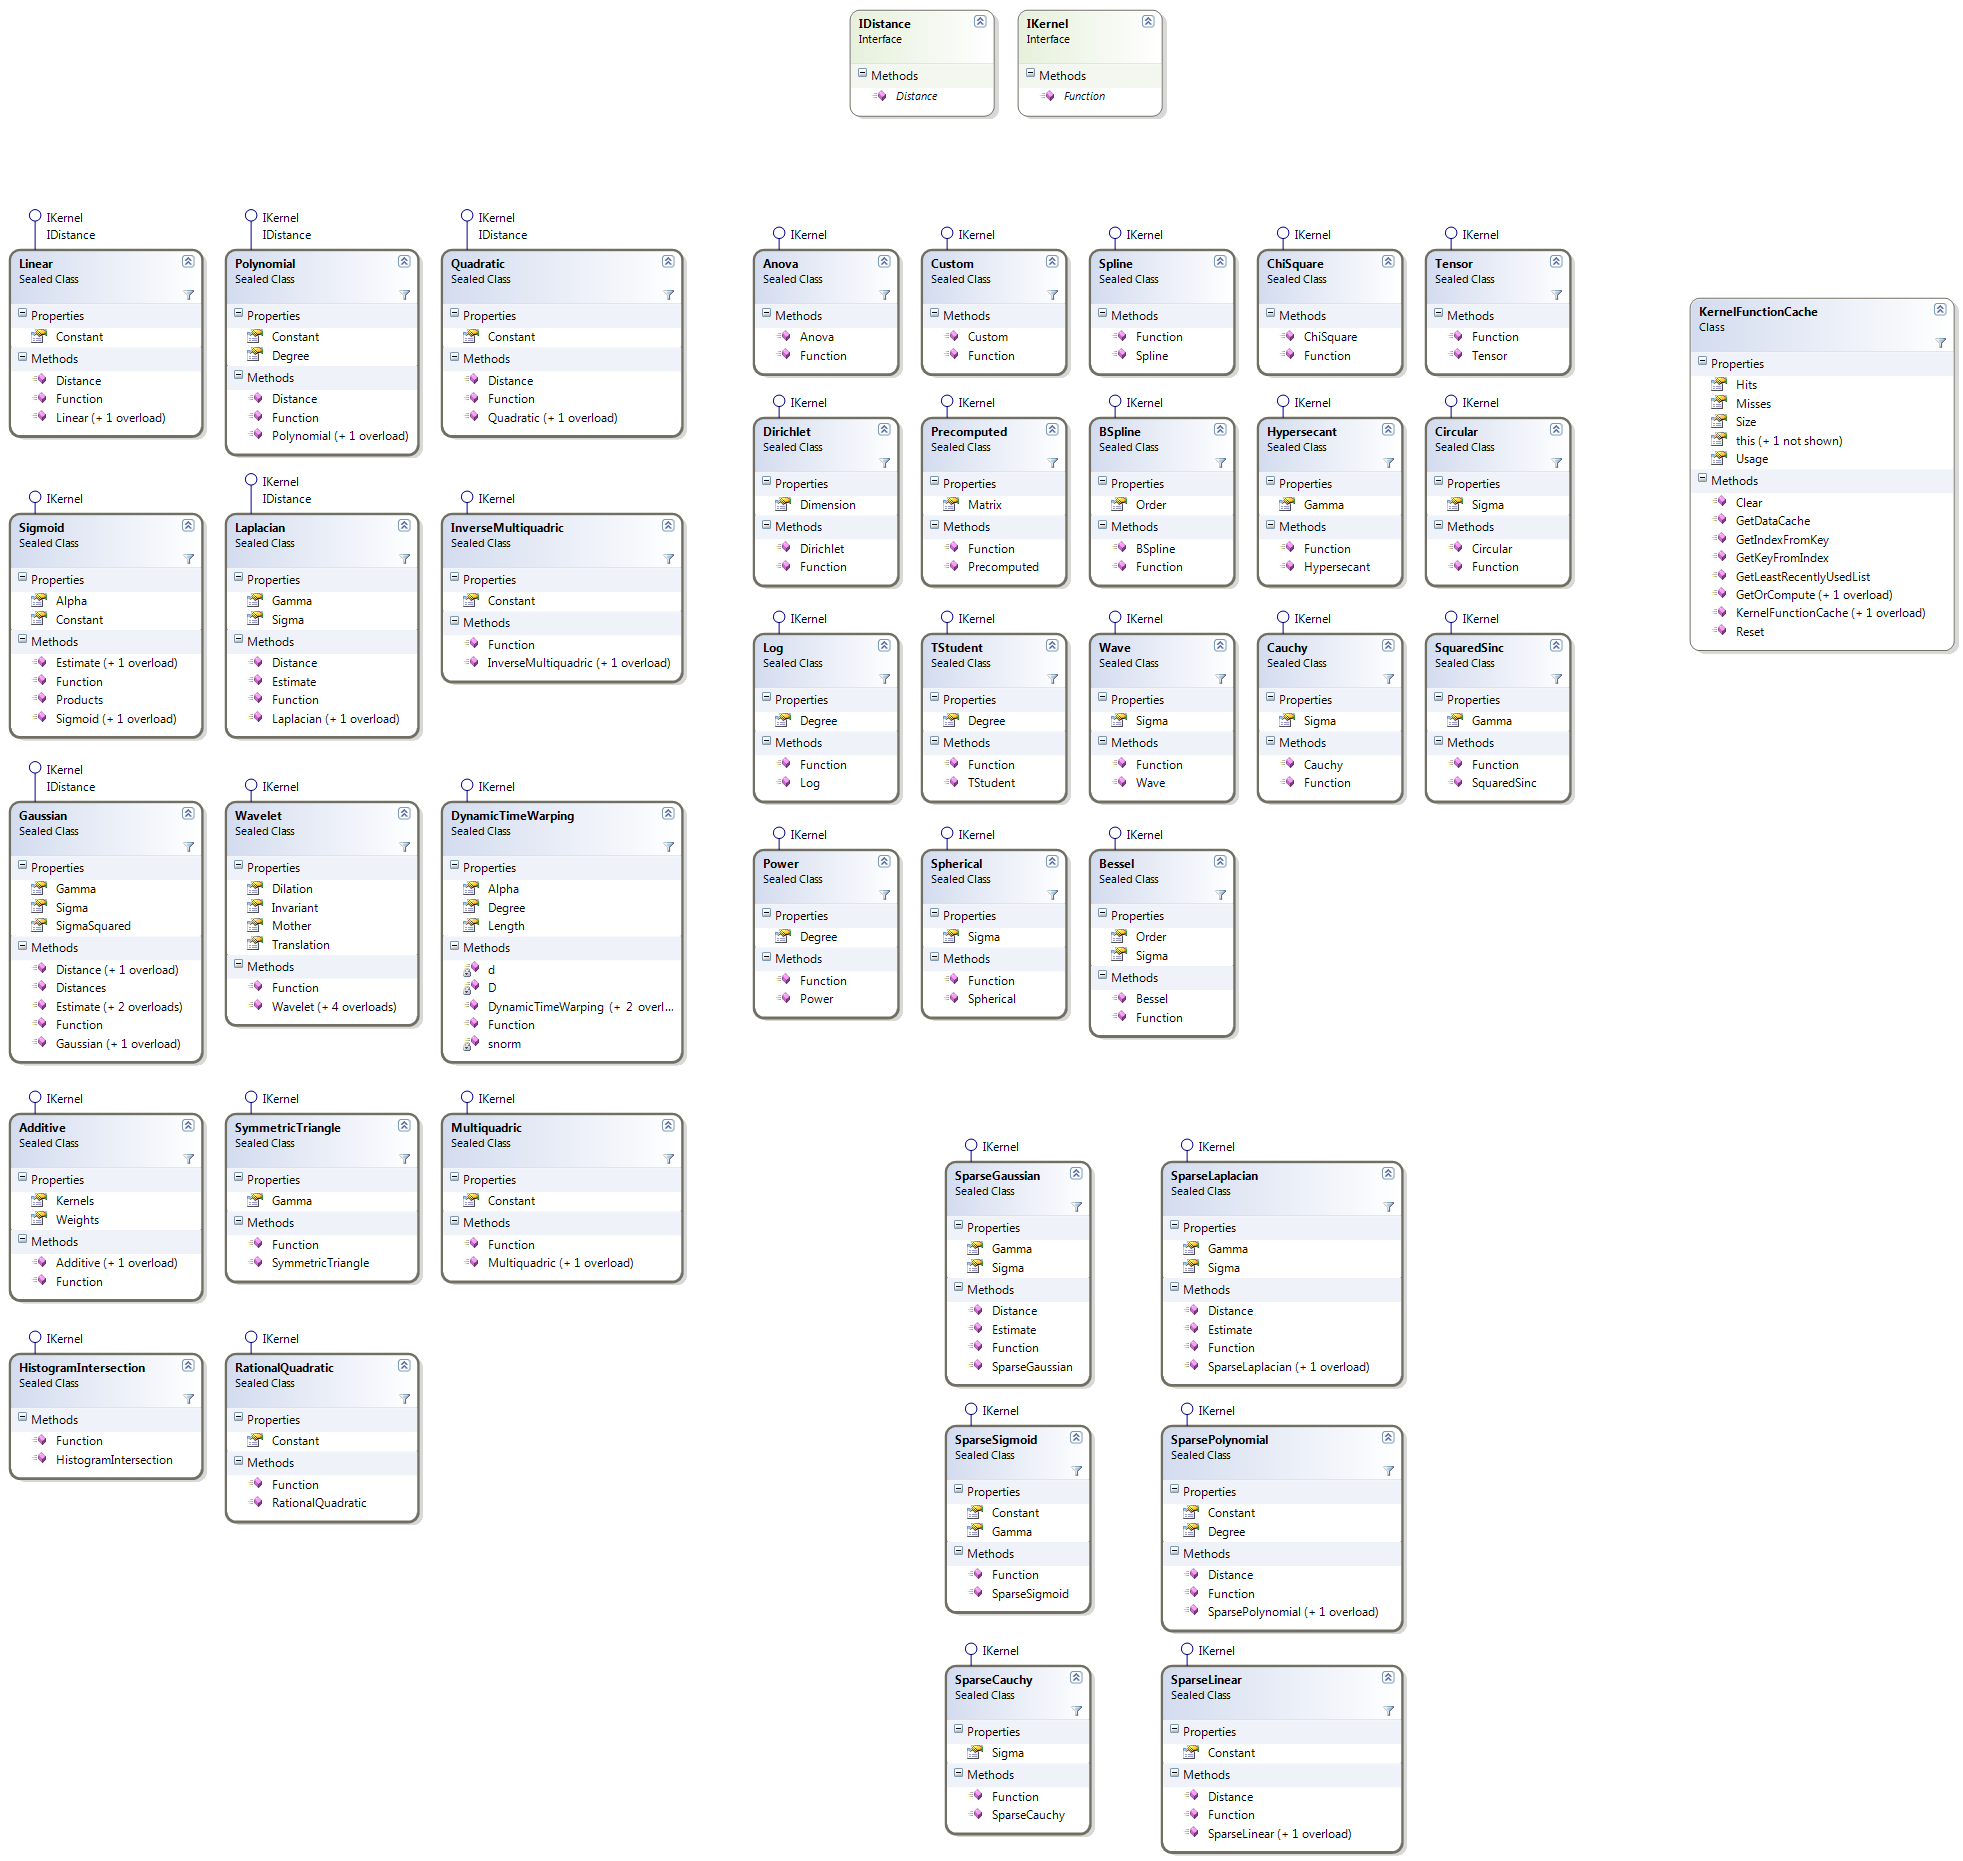 IDistance
Interface
Methods
Distance
IKernel
Interface
Methods
Function
IKernel
IDistance
Linear
Sealed Class
Properties
Constant
Methods
Distance
Function
Linear (+ 1 overload)
IKernel
IDistance
Polynomial
Sealed Class
Properties
Constant
Degree
Methods
Distance
Function
Polynomial (+ 1 overload)
IKernel
IDistance
Quadratic
Sealed Class
Properties
Constant
Methods
Distance
Function
Quadratic (+ 1 overload)
IKernel
Sigmoid
Sealed Class
Properties
Alpha
Constant
Methods
Estimate (+ 1 overload)
Function
Products
Sigmoid (+ 1 overload)
IKernel
IDistance
Laplacian
Sealed Class
Properties
Gamma
Sigma
Methods
Distance
Estimate
Function
Laplacian (+ 1 overload)
IKernel
InverseMultiquadric
Sealed Class
Properties
Constant
Methods
Function
InverseMultiquadric (+ 1 overload)
IKernel
IDistance
Gaussian
Sealed Class
Properties
Gamma
Sigma
SigmaSquared
Methods
Distance (+ 1 overload)
Distances
Estimate (+ 2 overloads)
Function
Gaussian (+ 1 overload)
IKernel
Wavelet
Sealed Class
Properties
Dilation
Invariant
Mother
Translation
Methods
Function
Wavelet (+ 4 overloads)
IKernel
DynamicTimeWarping
Sealed Class
Properties
Alpha
Degree
Length
Methods
d
D
DynamicTimeWarping (+ 2 overl...
Function
snorm
IKernel
Additive
Sealed Class
Properties
Kernels
Weights
Methods
Additive (+ 1 overload)
Function
IKernel
SymmetricTriangle
Sealed Class
Properties
Gamma
Methods
Function
SymmetricTriangle
IKernel
Multiquadric
Sealed Class
Properties
Constant
Methods
Function
Multiquadric (+ 1 overload)
IKernel
HistogramIntersection
Sealed Class
Methods
Function
HistogramIntersection
IKernel
RationalQuadratic
Sealed Class
Properties
Constant
Methods
Function
RationalQuadratic
IKernel
Anova
Sealed Class
Methods
Anova
Function
IKernel
Custom
Sealed Class
Methods
Custom
Function
IKernel
Spline
Sealed Class
Methods
Function
Spline
IKernel
ChiSquare
Sealed Class
Methods
ChiSquare
Function
IKernel
Tensor
Sealed Class
Methods
Function
Tensor
IKernel
Dirichlet
Sealed Class
Properties
Dimension
Methods
Dirichlet
Function
IKernel
Precomputed
Sealed Class
Properties
Matrix
Methods
Function
Precomputed
IKernel
BSpline
Sealed Class
Properties
Order
Methods
BSpline
Function
IKernel
Hypersecant
Sealed Class
Properties
Gamma
Methods
Function
Hypersecant
IKernel
Circular
Sealed Class
Properties
Sigma
Methods
Circular
Function
IKernel
Log
Sealed Class
Properties
Degree
Methods
Function
Log
IKernel
TStudent
Sealed Class
Properties
Degree
Methods
Function
TStudent
IKernel
Wave
Sealed Class
Properties
Sigma
Methods
Function
Wave
IKernel
Cauchy
Sealed Class
Properties
Sigma
Methods
Cauchy
Function
IKernel
SquaredSinc
Sealed Class
Properties
Gamma
Methods
Function
SquaredSinc
IKernel
Power
Sealed Class
Properties
Degree
Methods
Function
Power
IKernel
Spherical
Sealed Class
Properties
Sigma
Methods
Function
Spherical
IKernel
Bessel
Sealed Class
Properties
Order
Sigma
Methods
Bessel
Function
KernelFunctionCache
Class
Properties
Hits
Misses
Size
this (+ 1 not shown)
Usage
Methods
Clear
GetDataCache
GetIndexFromKey
GetKeyFromIndex
GetLeastRecentlyUsedList
GetOrCompute (+ 1 overload)
KernelFunctionCache (+ 1 overload)
Reset
IKernel
SparseGaussian
Sealed Class
Properties
Gamma
Sigma
Methods
Distance
Estimate
Function
SparseGaussian
IKernel
SparseLaplacian
Sealed Class
Properties
Gamma
Sigma
Methods
Distance
Estimate
Function
SparseLaplacian (+ 1 overload)
IKernel
SparseSigmoid
Sealed Class
Properties
Constant
Gamma
Methods
Function
SparseSigmoid
IKernel
SparsePolynomial
Sealed Class
Properties
Constant
Degree
Methods
Distance
Function
SparsePolynomial (+ 1 overload)
IKernel
SparseCauchy
Sealed Class
Properties
Sigma
Methods
Function
SparseCauchy
IKernel
SparseLinear
Sealed Class
Properties
Constant
Methods
Distance
Function
SparseLinear (+ 1 overload)